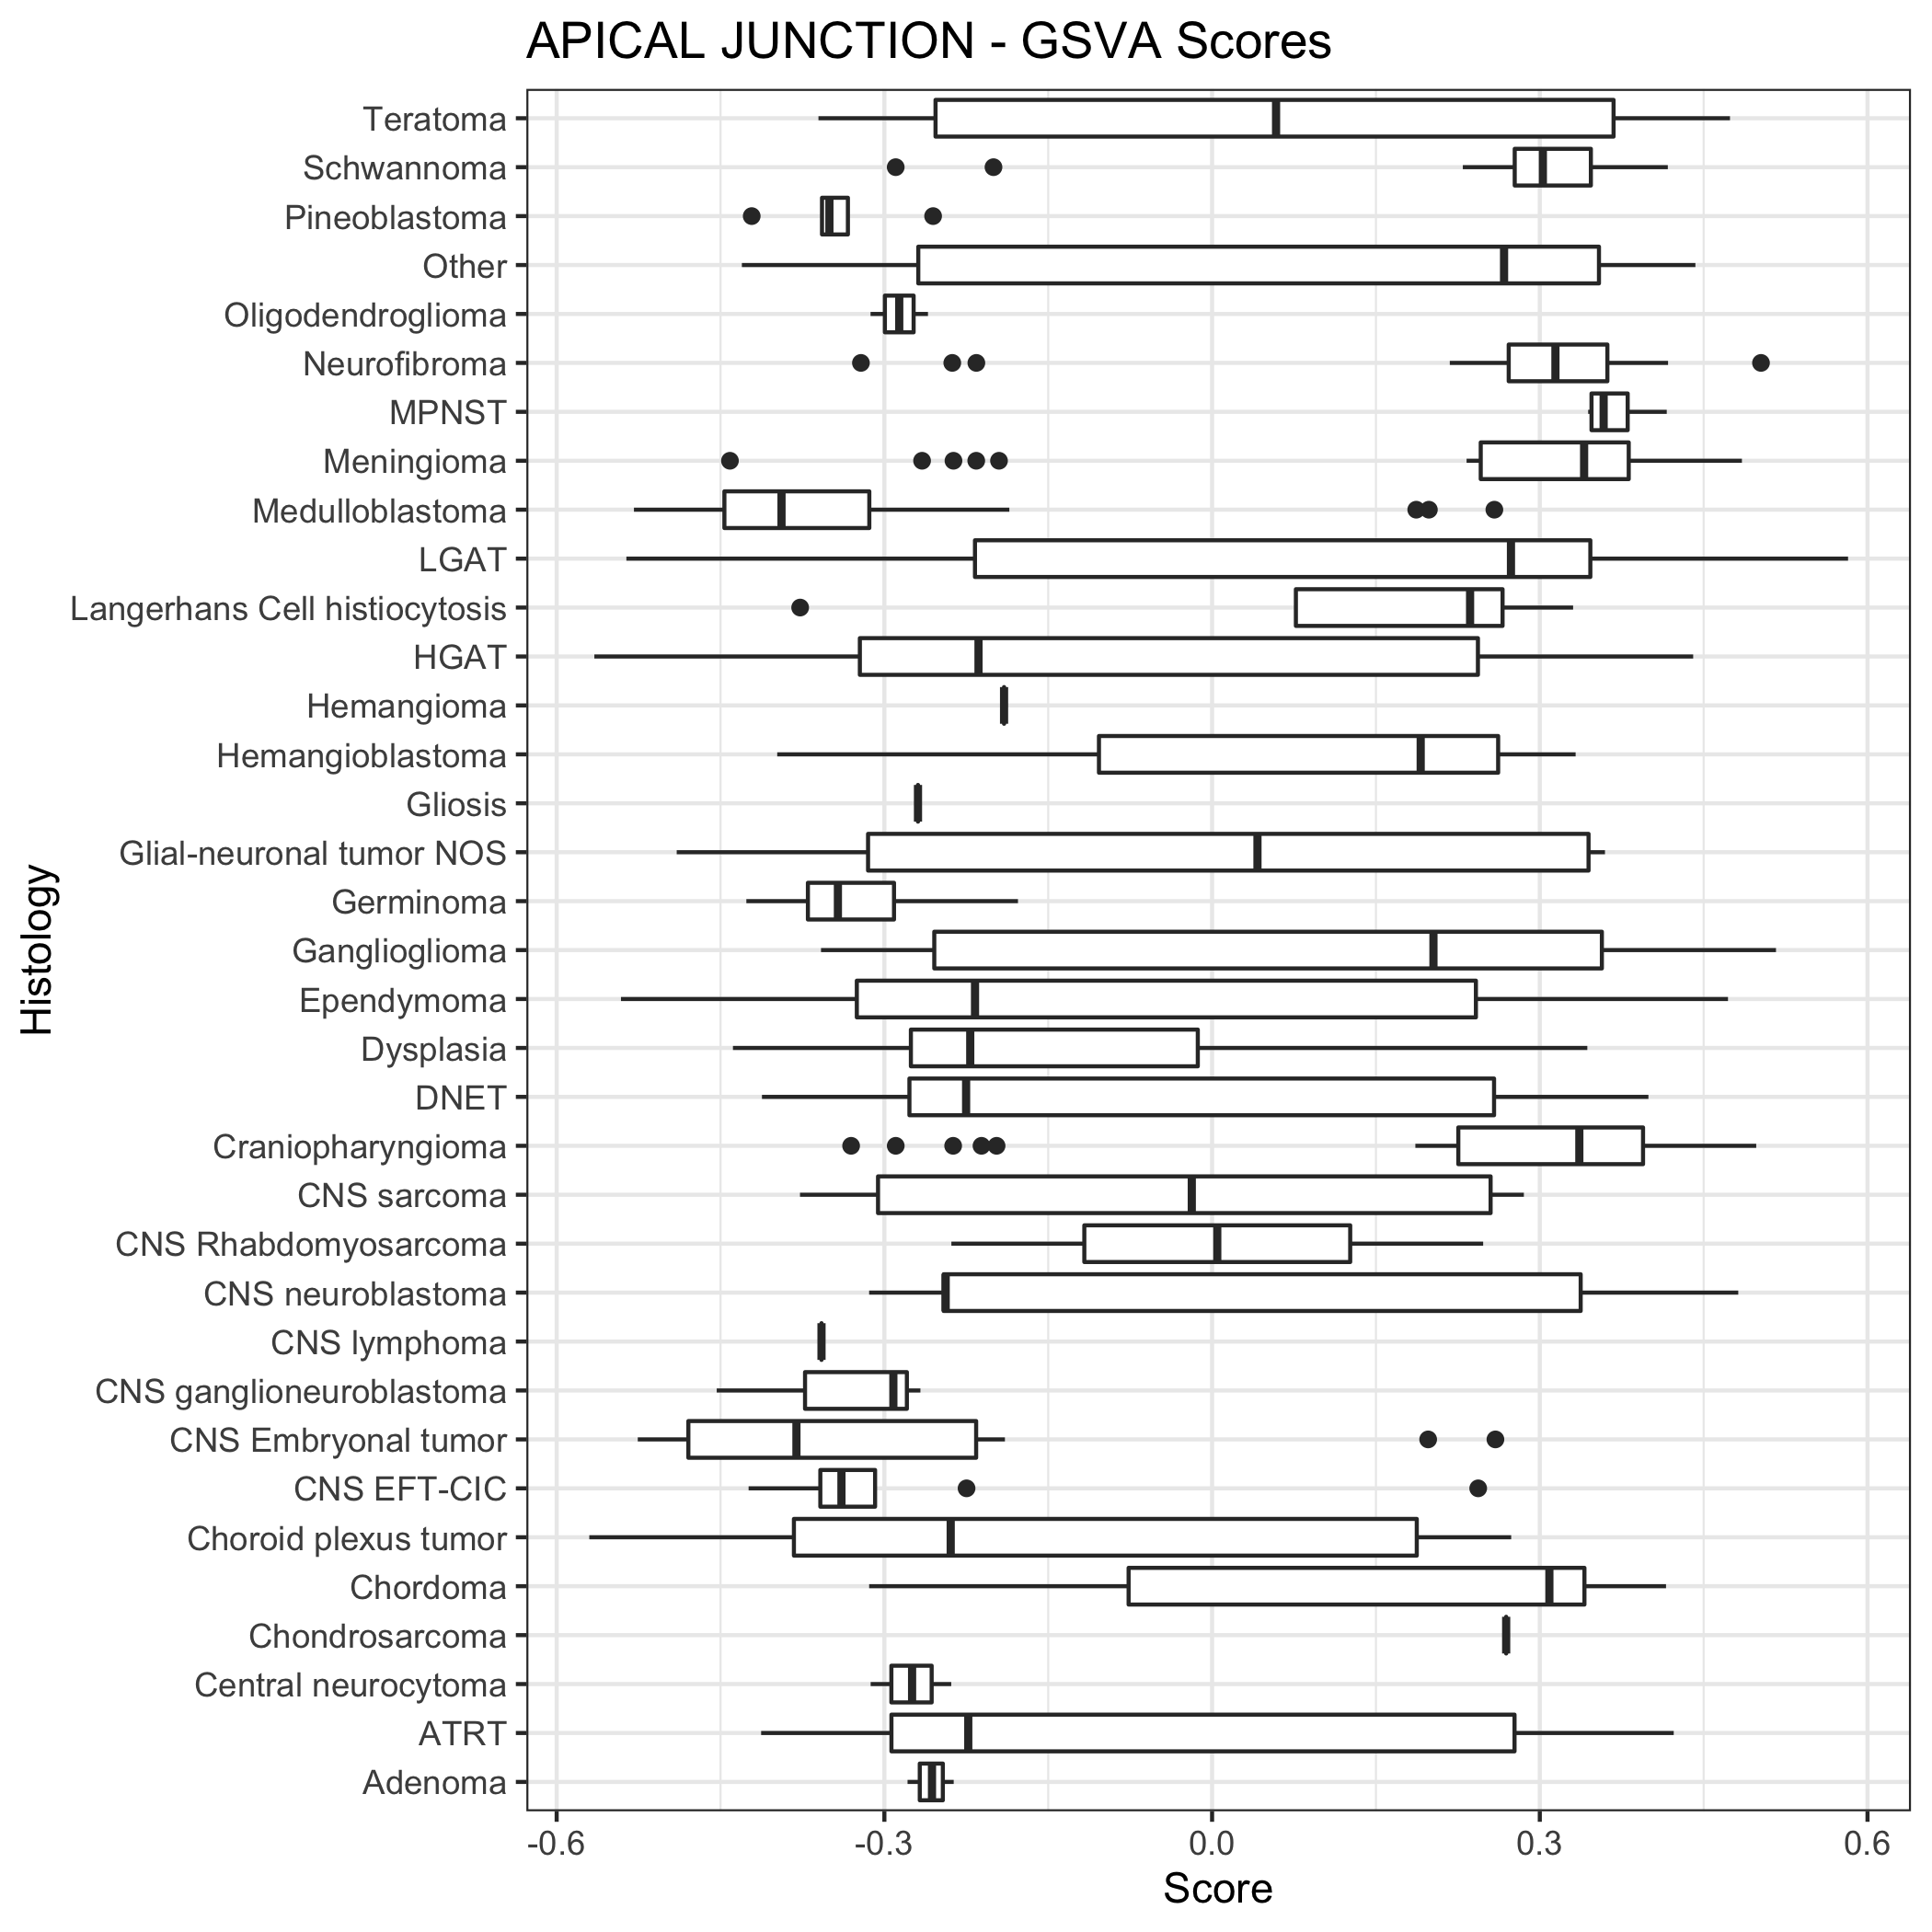 APICAL JUNCTION - GSVA Scores
Histology
Teratoma
Schwannoma
Pineoblastoma
Other
Oligodendroglioma
Neurofibroma
MPNST
Meningioma
Medulloblastoma
LGAT
Langerhans Cell histiocytosis
HGAT
Hemangioma
Hemangioblastoma
Gliosis
Glial-neuronal tumor NOS
Germinoma
Ganglioglioma
Ependymoma
Dysplasia
DNET
Craniopharyngioma
CNS sarcoma
CNS Rhabdomyosarcoma
CNS neuroblastoma
CNS lymphoma
CNS ganglioneuroblastoma
CNS Embryonal tumor
CNS EFT-CIC
Choroid plexus tumor
Chordoma
Chondrosarcoma
Central neurocytoma
ATRT
Adenoma
-0.6 -0.3 0.0 0.3 0.6
Score